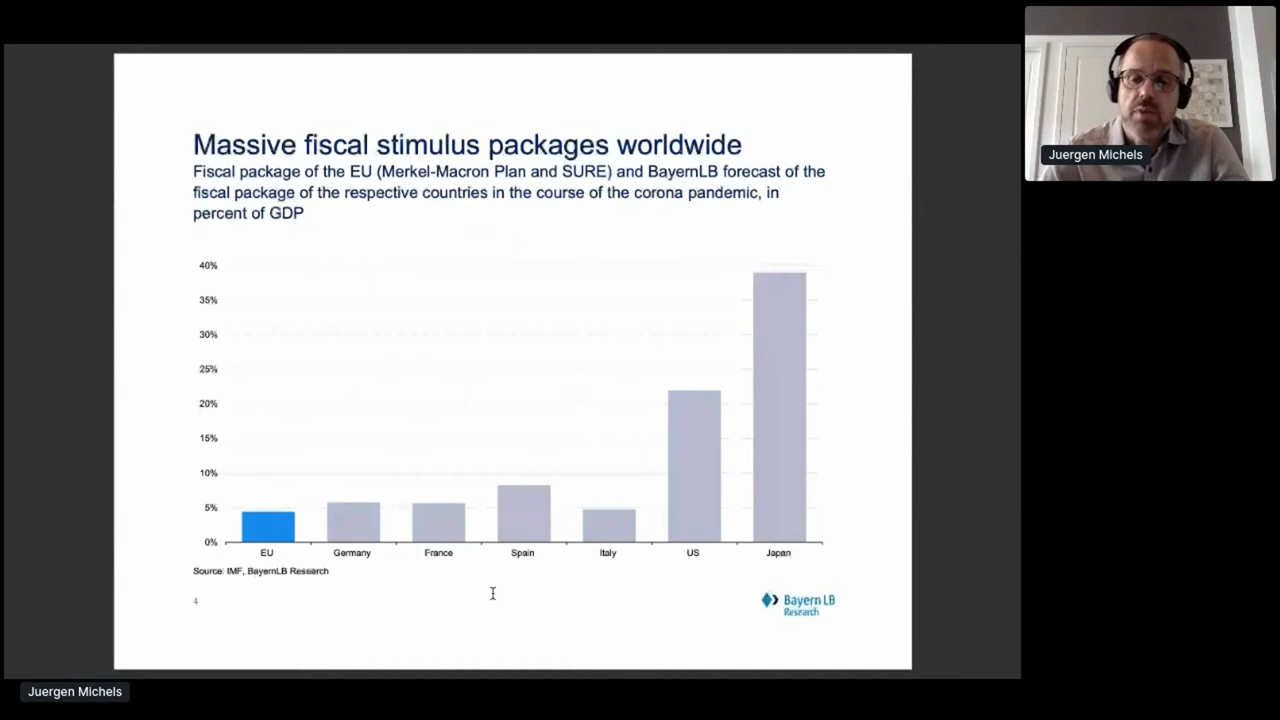 Massive fiscal stimulus packages worldwide
Fiscal package of the EU (Merkel-Macron Plan and SURE) and BayernLB forecast of the
fiscal package of the respective countries in the course of the corona pandemic, in
percent of GDP
40%
35%
30%
25%
20%
15%
10%
5%
0%
EU Germany France Spain Italy US Japan
Source: IMF, BayernLB Research
4
Bayern LB
Research
Juergen Michels
Juergen Michels